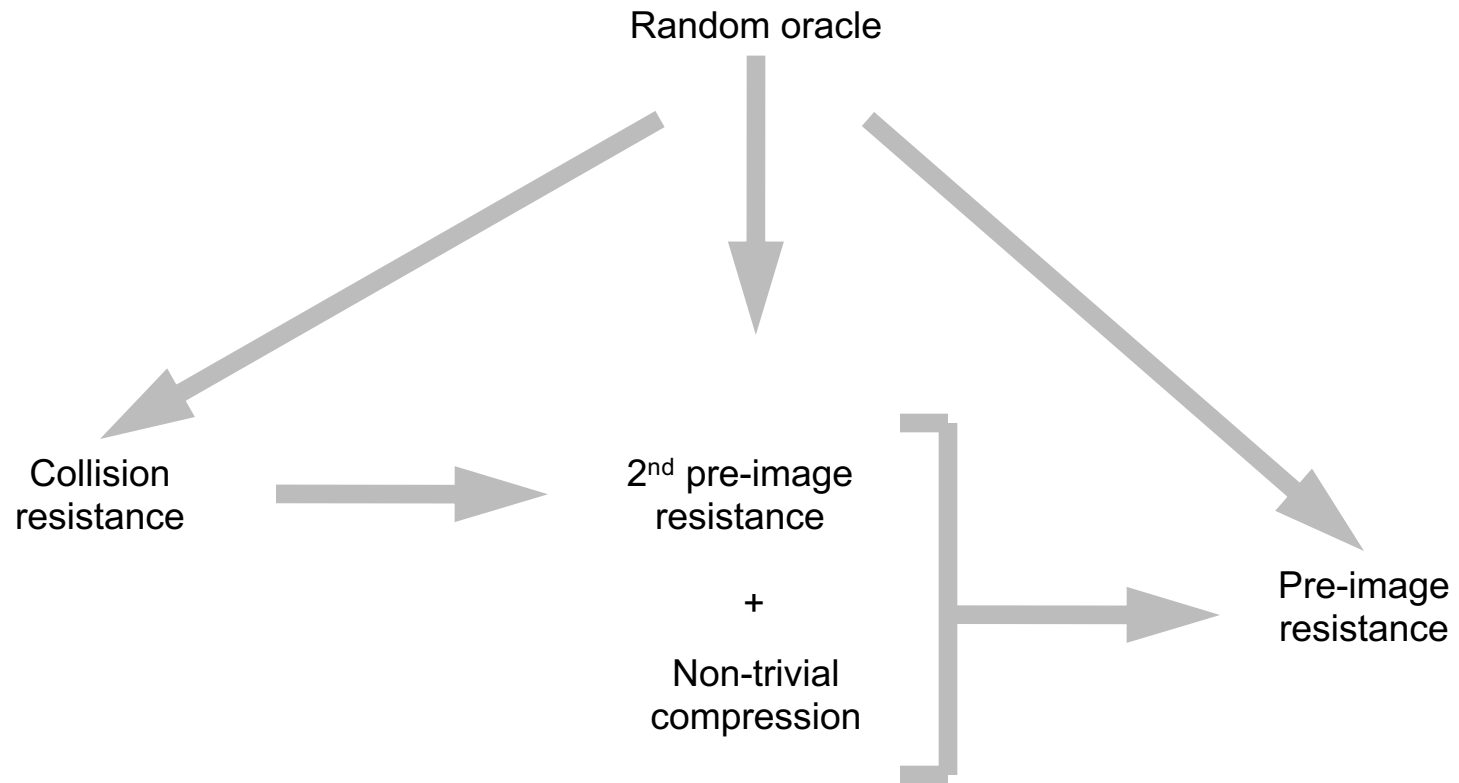 Random oracle
Collision
resistance
2nd pre-image
resistance
+
Non-trivial
compression
Pre-image
resistance